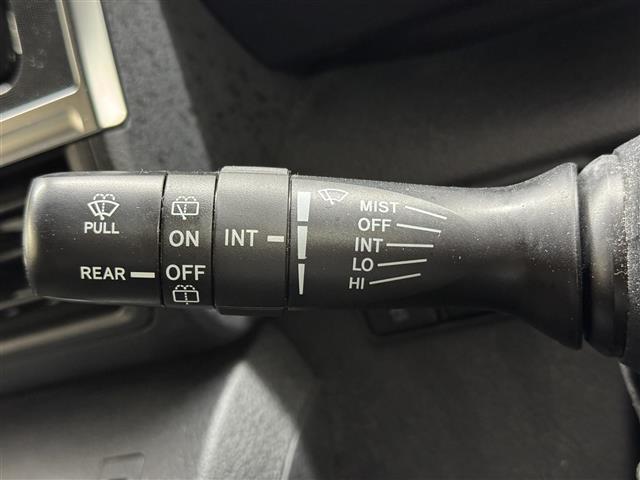 PULL
REAR
ON
OFF
INT
MIST
OFF
INT
LO
HI